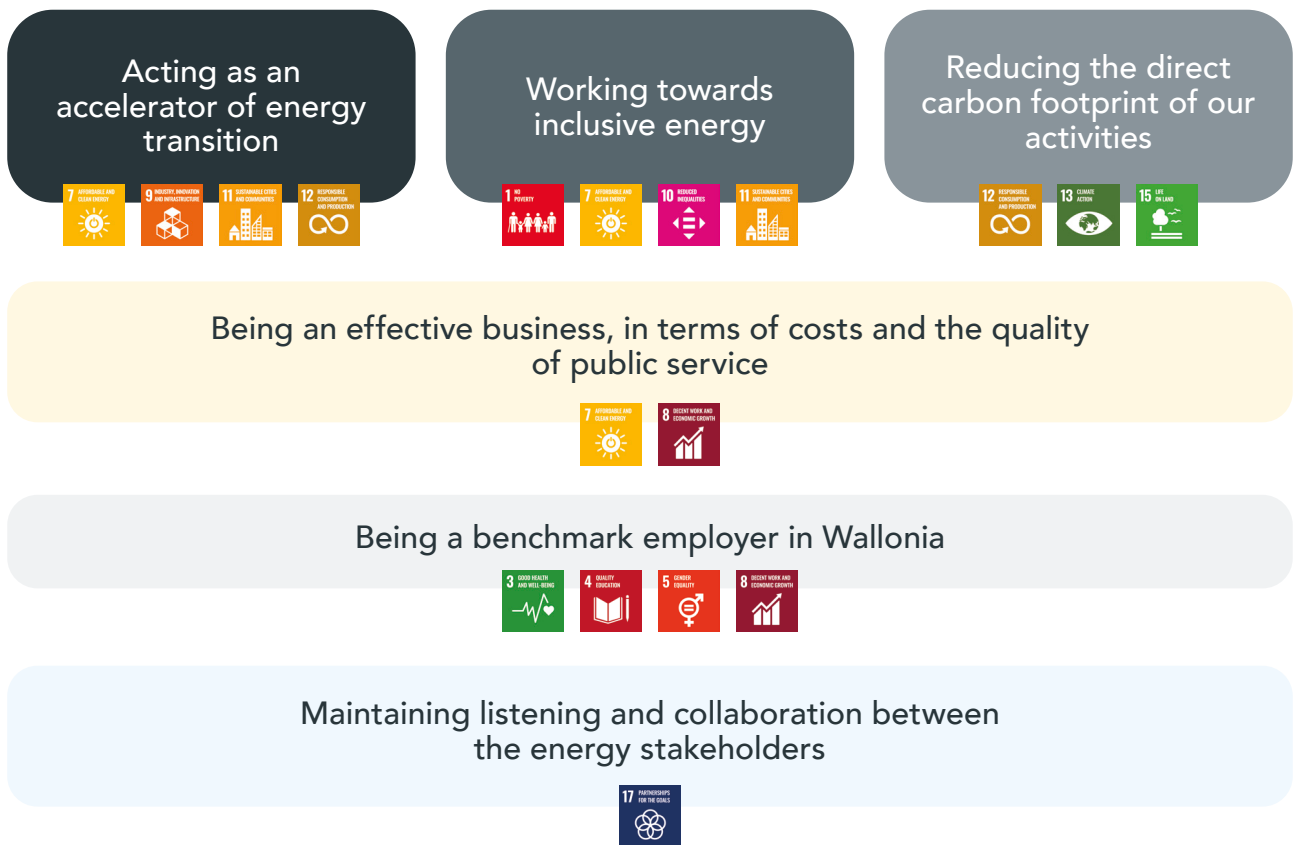 Acting as an
accelerator of energy
transition
Working towards
inclusive energy
Reducing the direct
carbon footprint of our
activities
7 AFFORDABLE AND
CLEAN ENERGY
9 INDUSTRY, INNOVATION
AND INFRASTRUCTURE
11 SUSTAINABLE CITIES
AND COMMUNITIES
12 RESPONSIBLE
CONSUMPTION
AND PRODUCTION
1 NO
POVERTY
7 AFFORDABLE AND
CLEAN ENERGY
10 REDUCED
INEQUALITIES
11 SUSTAINABLE CITIES
AND COMMUNITIES
12 RESPONSIBLE
CONSUMPTION
AND PRODUCTION
13 CLIMATE
ACTION
15 LIFE
ON LAND
Being an effective business, in terms of costs and the quality
of public service
7 AFFORDABLE AND
CLEAN ENERGY
8 DECENT WORK AND
ECONOMIC GROWTH
Being a benchmark employer in Wallonia
3 GOOD HEALTH
AND WELL-BEING
4 QUALITY
EDUCATION
5 GENDER
EQUALITY
8 DECENT WORK AND
ECONOMIC GROWTH
Maintaining listening and collaboration between
the energy stakeholders
17 PARTNERSHIPS
FOR THE GOALS